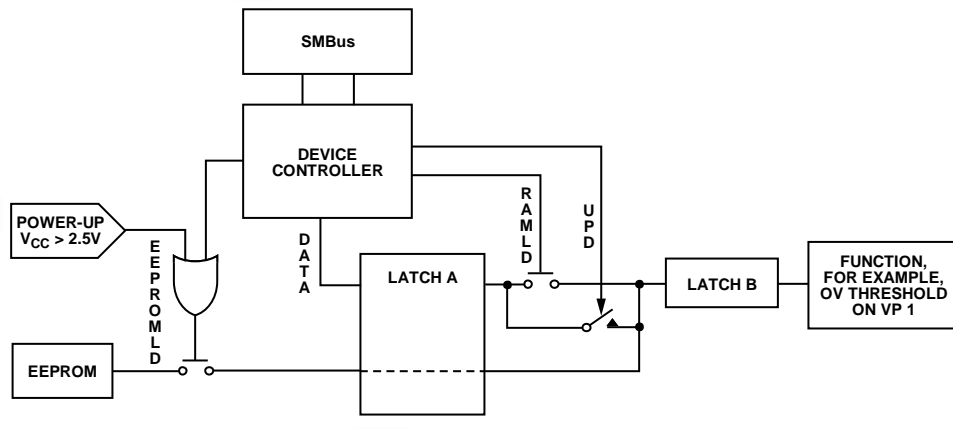 SMBus
DEVICE
CONTROLLER
POWER-UP
VCC > 2.5V
EEPROMLD
DATA
RAMLD
UPD
LATCH A
LATCH B
FUNCTION,
FOR EXAMPLE,
OV THRESHOLD
ON VP 1
EEPROM